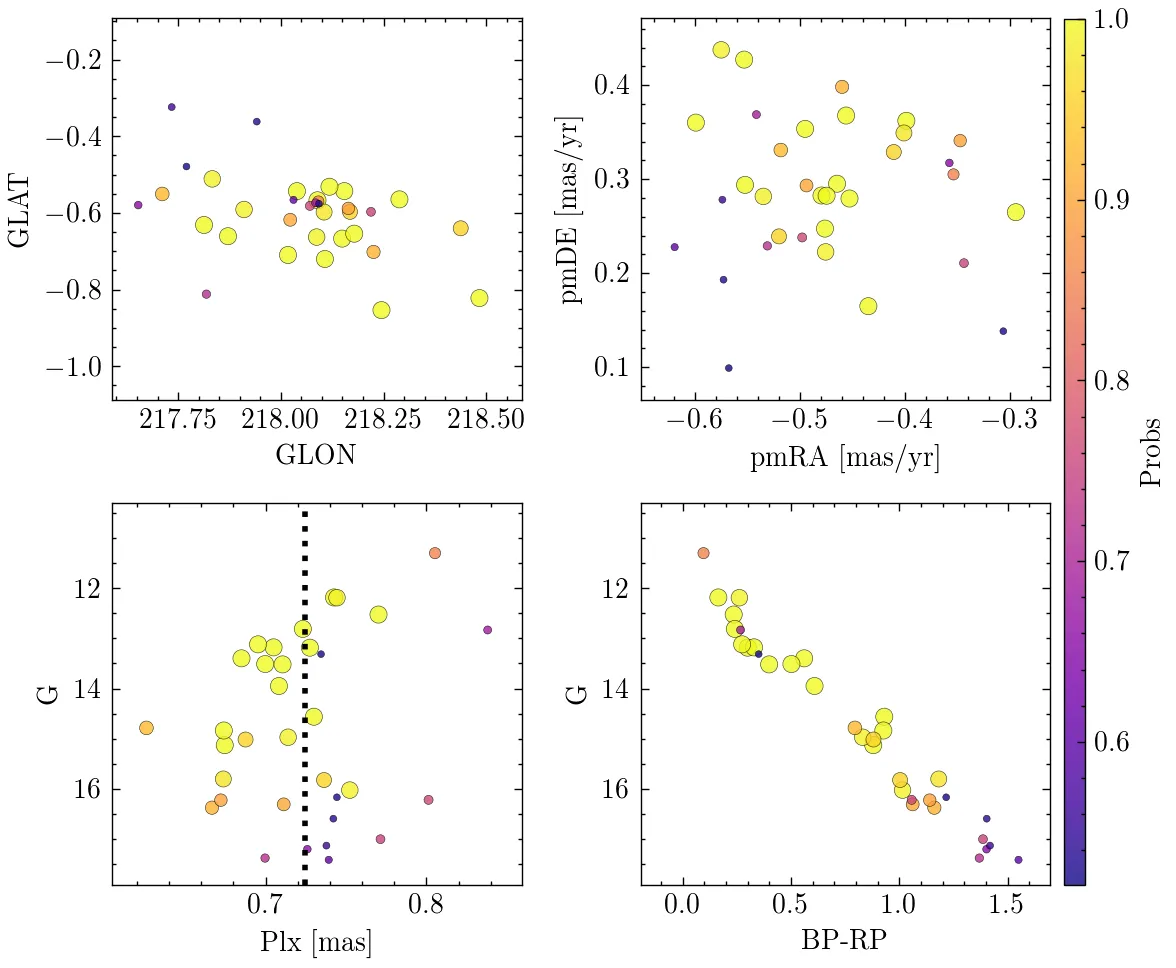 −0.2
−0.4
−0.6
−0.8
−1.0
GLAT
217.75 218.00 218.25 218.50
GLON
0.4
0.3
0.2
0.1
pmDE [mas/yr]
−0.6 −0.5 −0.4 −0.3
pmRA [mas/yr]
1.0
0.9
0.8
0.7
0.6
Probs
12
14
16
G
0.7 0.8
Plx [mas]
12
14
16
G
0.0 0.5 1.0 1.5
BP-RP